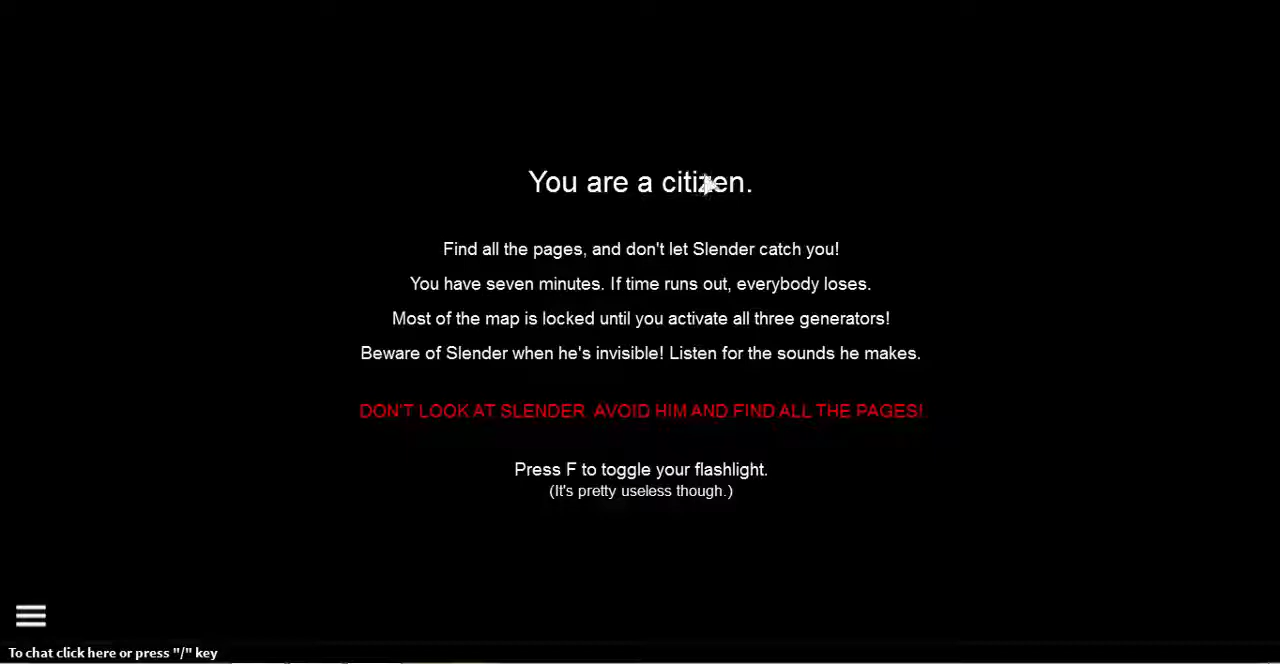 You are a citizen.
Find all the pages, and don't let Slender catch you!
You have seven minutes. If time runs out, everybody loses.
Most of the map is locked until you activate all three generators!
Beware of Slender when he's invisible! Listen for the sounds he makes.
DON'T LOOK AT SLENDER. AVOID HIM AND FIND ALL THE PAGES!
Press F to toggle your flashlight.
(It's pretty useless though.)
To chat click here or press "/" key